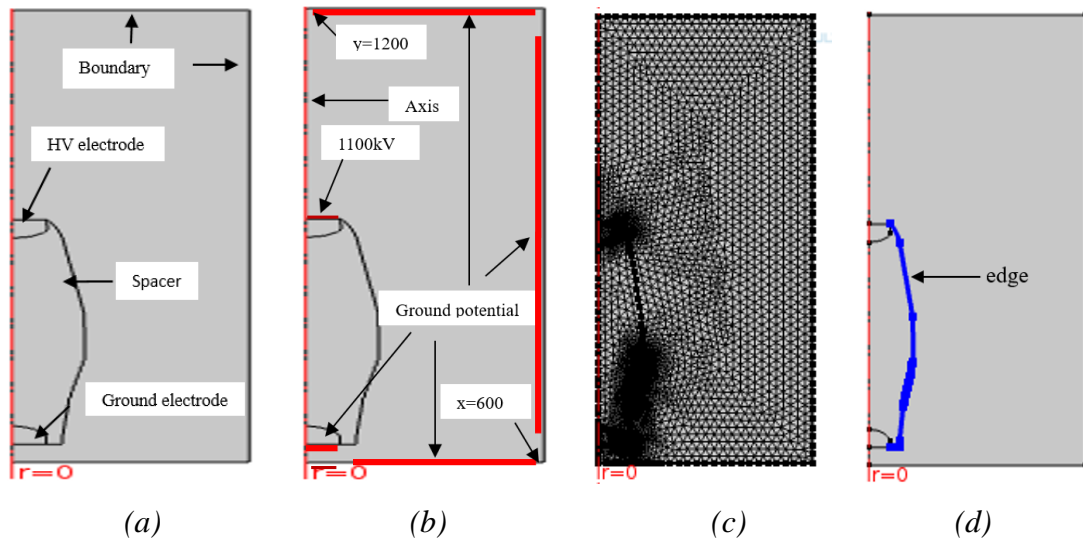 Boundary
HV electrode
Spacer
Ground electrode
r=0
(a)
y=1200
Axis
1100kV
Ground potential
x=600
r=0
(b)
r=0
(c)
edge
r=0
(d)